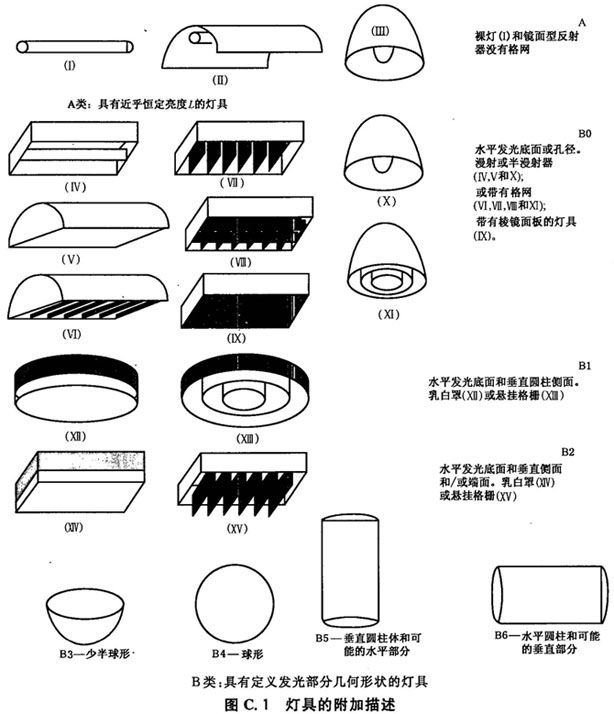 A
裸灯(Ⅰ)和镜面型反射
器没有格网
(Ⅰ)
(Ⅱ)
(Ⅲ)
A类：具有近乎恒定亮度L的灯具
B0
水平发光底面或孔径。
漫射或半漫射器
(Ⅳ,Ⅴ和Ⅹ);
或带有格网
(Ⅵ,Ⅶ,Ⅷ和Ⅺ);
带有棱镜面板的灯具
(Ⅸ)。
(Ⅳ)
(Ⅶ)
(Ⅹ)
(Ⅴ)
(Ⅷ)
(Ⅵ)
(Ⅸ)
(Ⅺ)
B1
水平发光底面和垂直圆柱侧面。
乳白罩(Ⅻ)或悬挂格栅(XⅢ)
(Ⅻ)
(XⅢ)
B2
水平发光底面和垂直侧面
和/或端面。乳白罩(XⅣ)
或悬挂格栅(XV)
(XⅣ)
(XV)
B3—少半球形
B4—球形
B5—垂直圆柱体和可
能的水平部分
B6—水平圆柱和可能
的垂直部分
B类：具有定义发光部分几何形状的灯具
图 C.1 灯具的附加描述